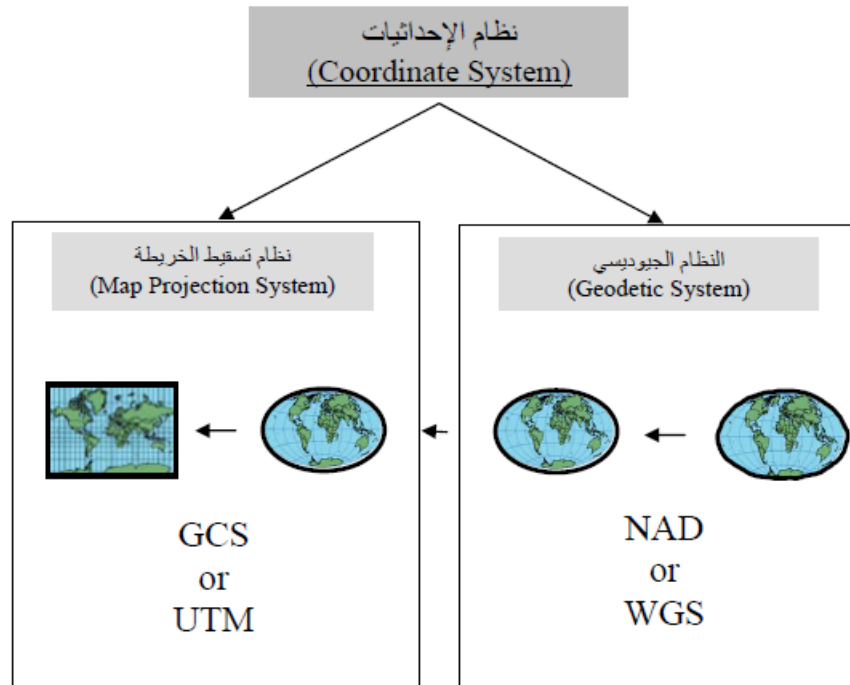 نظام الإحداثيات
(Coordinate System)
النظام الجيوديسي
(Geodetic System)
NAD
or
WGS
نظام تسقيط الخريطة
(Map Projection System)
GCS
or
UTM